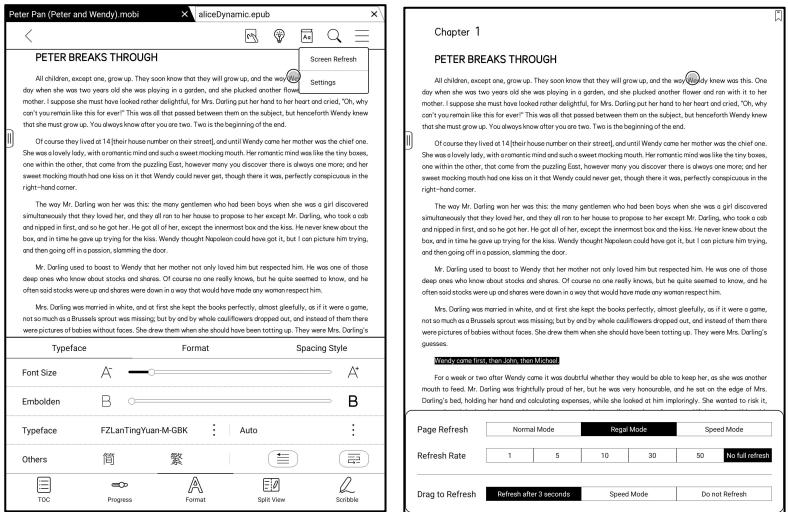 Peter Pan (Peter and Wendy).mobi
aliceDynamic.epub
Screen Refresh
Settings
PETER BREAKS THROUGH
All children, except one, grow up. They soon know that they will grow up, and the way We
day when she was two years old she was playing in a garden, and she plucked another flowe
mother. I suppose she must have looked rather delightful, for Mrs. Darling put her hand to her heart and cried, "Oh, why
can't you remain like this for ever!" This was all that passed between them on the subject, but henceforth Wendy knew
that she must grow up. You always know after you are two. Two is the beginning of the end.
Of course they lived at 14 [their house number on their street], and until Wendy came her mother was the chief one.
She was a lovely lady, with a romantic mind and such a sweet mocking mouth. Her romantic mind was like the tiny boxes,
one within the other, that come from the puzzling East, however many you discover there is always one more; and her
sweet mocking mouth had one kiss on it that Wendy could never get, though there it was, perfectly conspicuous in the
right-hand corner.
The way Mr. Darling won her was this: the many gentlemen who had been boys when she was a girl discovered
simultaneously that they loved her, and they all ran to her house to propose to her except Mr. Darling, who took a cab
and nipped in first, and so he got her. He got all of her, except the innermost box and the kiss. He never knew about the
box, and in time he gave up trying for the kiss. Wendy thought Napoleon could have got it, but I can picture him trying,
and then going off in a passion, slamming the door.
Mr. Darling used to boast to Wendy that her mother not only loved him but respected him. He was one of those
deep ones who know about stocks and shares. Of course no one really knows, but he quite seemed to know, and he
often said stocks were up and shares were down in a way that would have made any woman respect him.
Mrs. Darling was married in white, and at first she kept the books perfectly, almost gleefully, as if it were a game,
not so much as a Brussels sprout was missing; but by and by whole cauliflowers dropped out, and instead of them there
were pictures of babies without faces. She drew them when she should have been totting up. They were Mrs. Darling's
Typeface
Format
Spacing Style
Font Size
A- A+
Embolden
B B
Typeface
FZLanTingYuan-M-GBK
Auto
Others
简 繁
TOC
Progress
Format
Split View
Scribble
Chapter 1
PETER BREAKS THROUGH
All children, except one, grow up. They soon know that they will grow up, and the way Wendy knew was this. One
day when she was two years old she was playing in a garden, and she plucked another flower and ran with it to her
mother. I suppose she must have looked rather delightful, for Mrs. Darling put her hand to her heart and cried, "Oh, why
can't you remain like this for ever!" This was all that passed between them on the subject, but henceforth Wendy knew
that she must grow up. You always know after you are two. Two is the beginning of the end.
Of course they lived at 14 [their house number on their street], and until Wendy came her mother was the chief one.
She was a lovely lady, with a romantic mind and such a sweet mocking mouth. Her romantic mind was like the tiny boxes,
one within the other, that come from the puzzling East, however many you discover there is always one more; and her
sweet mocking mouth had one kiss on it that Wendy could never get, though there it was, perfectly conspicuous in the
right-hand corner.
The way Mr. Darling won her was this: the many gentlemen who had been boys when she was a girl discovered
simultaneously that they loved her, and they all ran to her house to propose to her except Mr. Darling, who took a cab
and nipped in first, and so he got her. He got all of her, except the innermost box and the kiss. He never knew about the
box, and in time he gave up trying for the kiss. Wendy thought Napoleon could have got it, but I can picture him trying,
and then going off in a passion, slamming the door.
Mr. Darling used to boast to Wendy that her mother not only loved him but respected him. He was one of those
deep ones who know about stocks and shares. Of course no one really knows, but he quite seemed to know, and he
often said stocks were up and shares were down in a way that would have made any woman respect him.
Mrs. Darling was married in white, and at first she kept the books perfectly, almost gleefully, as if it were a game,
not so much as a Brussels sprout was missing; but by and by whole cauliflowers dropped out, and instead of them there
were pictures of babies without faces. She drew them when she should have been totting up. They were Mrs. Darling's
guesses.
Wendy came first, then John, then Michael.
For a week or two after Wendy came it was doubtful whether they would be able to keep her, as she was another
mouth to feed. Mr. Darling was frightfully proud of her, but he was very honourable, and he sat on the edge of Mrs.
Darling's bed, holding her hand and calculating expenses, while she looked at him imploringly. She wanted to risk it,
Page Refresh
Normal Mode
Regal Mode
Speed Mode
Refresh Rate
1 5 10 30 50 No full refresh
Drag to Refresh
Refresh after 3 seconds
Speed Mode
Do not Refresh